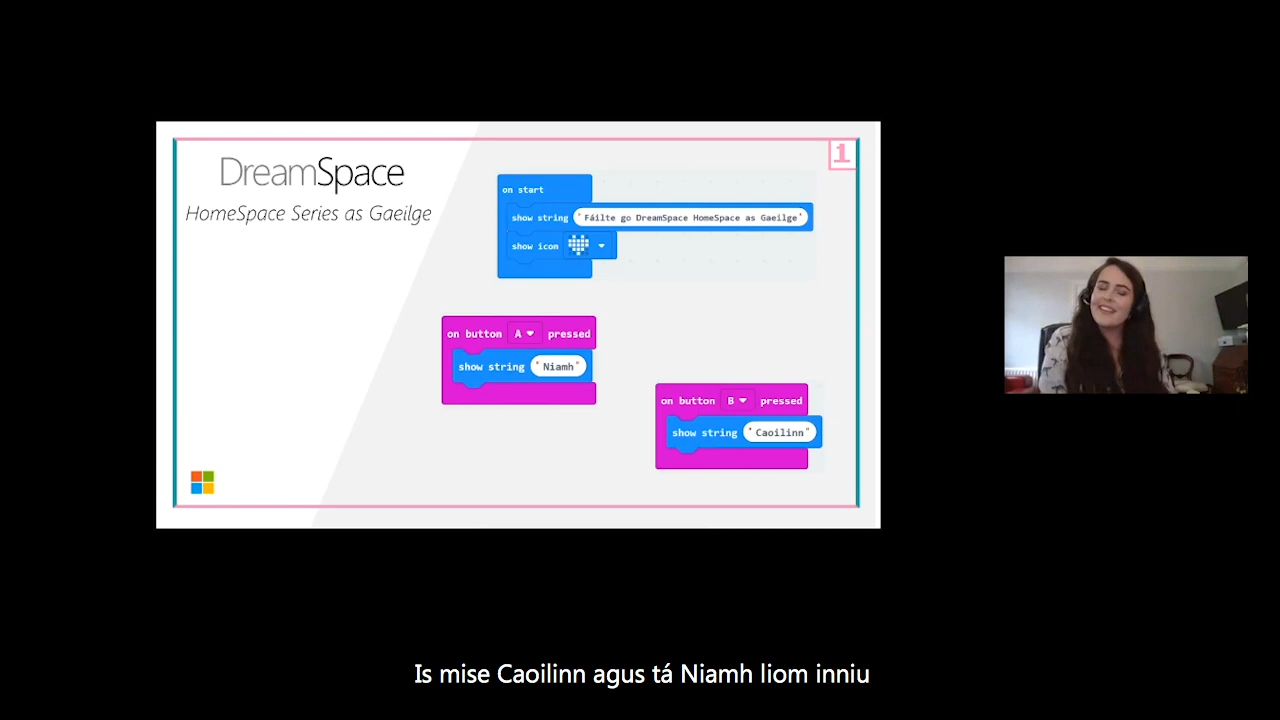 DreamSpace
HomeSpace Series as Gaeilge
1
on start
show string "Fáilte go DreamSpace HomeSpace as Gaeilge"
show icon
on button A pressed
show string "Niamh"
on button B pressed
show string "Caoilinn"
Is mise Caoilinn agus tá Niamh liom inniu